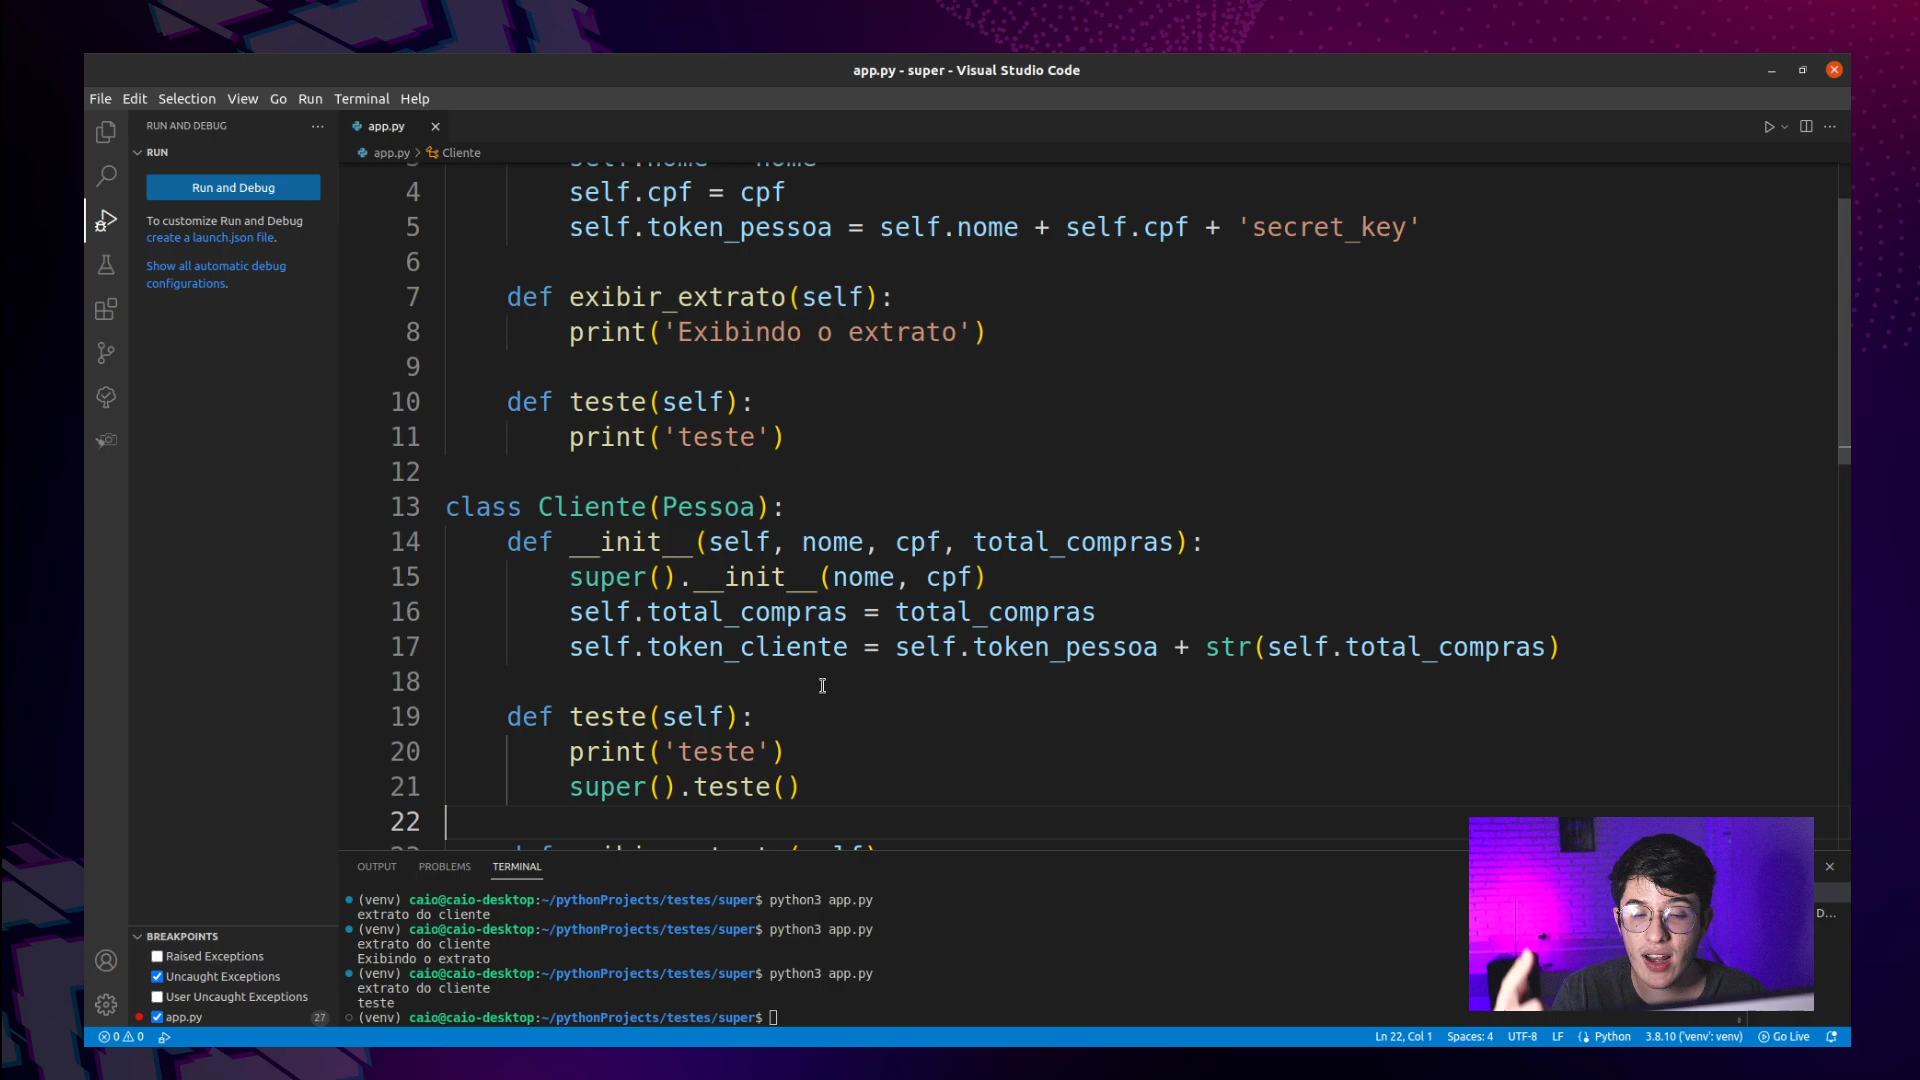 app.py - super - Visual Studio Code
File Edit Selection View Go Run Terminal Help
RUN AND DEBUG
app.py
RUN
app.py > Cliente
Run and Debug
To customize Run and Debug
create a launch.json file.
Show all automatic debug
configurations.
4 self.cpf = cpf
5 self.token_pessoa = self.nome + self.cpf + 'secret_key'
6
7 def exibir_extrato(self):
8 print('Exibindo o extrato')
9
10 def teste(self):
11 print('teste')
12
13 class Cliente(Pessoa):
14 def __init__(self, nome, cpf, total_compras):
15 super().__init__(nome, cpf)
16 self.total_compras = total_compras
17 self.token_cliente = self.token_pessoa + str(self.total_compras)
18
19 def teste(self):
20 print('teste')
21 super().teste()
22
OUTPUT PROBLEMS TERMINAL
(venv) caio@caio-desktop:~/pythonProjects/testes/super$ python3 app.py
extrato do cliente
(venv) caio@caio-desktop:~/pythonProjects/testes/super$ python3 app.py
extrato do cliente
Exibindo o extrato
(venv) caio@caio-desktop:~/pythonProjects/testes/super$ python3 app.py
extrato do cliente
teste
(venv) caio@caio-desktop:~/pythonProjects/testes/super$
D...
BREAKPOINTS
Raised Exceptions
Uncaught Exceptions
User Uncaught Exceptions
app.py 27
0 0
Ln 22, Col 1 Spaces: 4 UTF-8 LF Python 3.8.10 ('venv': venv) Go Live